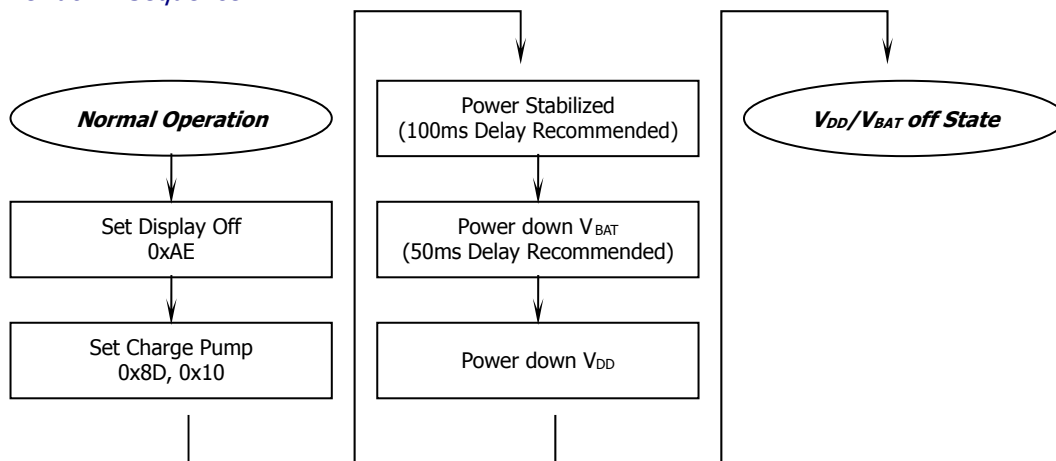 Normal Operation
Set Display Off
0xAE
Set Charge Pump
0x8D, 0x10
Power Stabilized
(100ms Delay Recommended)
Power down VBAT
(50ms Delay Recommended)
Power down VDD
VDD/VBAT off State